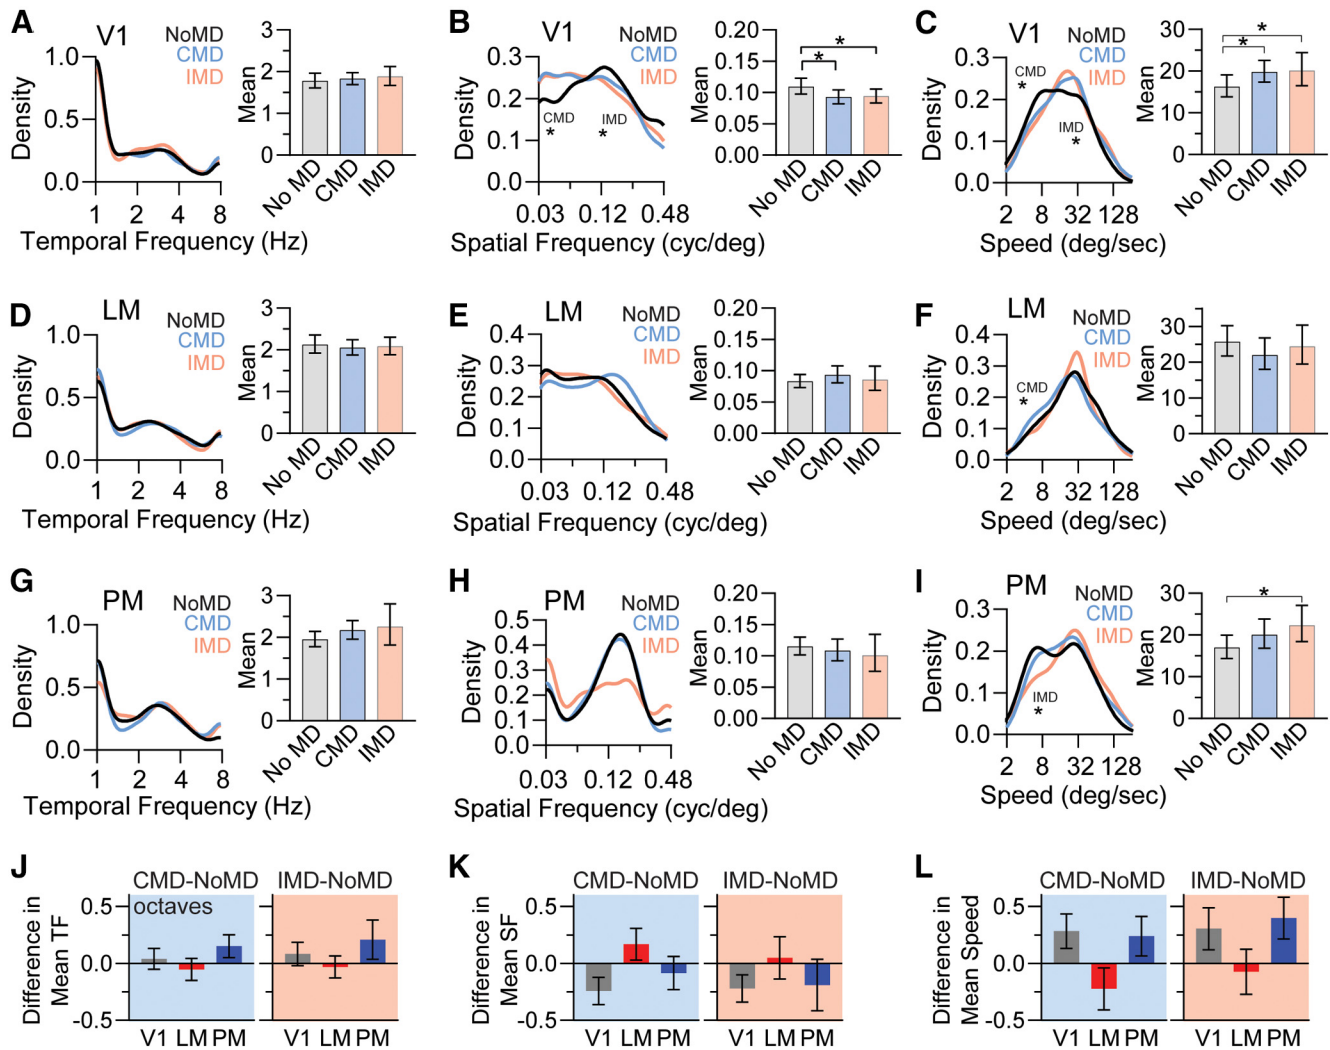 A
V1
NoMD
CMD
IMD
Density
1.0
0.5
0.0
1 2 4 8
Temporal Frequency (Hz)
Mean
3
2
1
0
No MD CMD IMD
B
V1
NoMD
CMD
IMD
Density
0.3
0.2
0.1
0.0
CMD
*
IMD
*
0.03 0.12 0.48
Spatial Frequency (cyc/deg)
Mean
0.20
0.15
0.10
0.05
0.00
*
*
No MD CMD IMD
C
V1
NoMD
CMD
IMD
Density
0.3
0.2
0.1
0.0
CMD
*
IMD
*
2 8 32 128
Speed (deg/sec)
Mean
30
20
10
0
*
*
No MD CMD IMD
D
LM
NoMD
CMD
IMD
Density
1.0
0.5
0.0
1 2 4 8
Temporal Frequency (Hz)
Mean
3
2
1
0
No MD CMD IMD
E
LM
NoMD
CMD
IMD
Density
0.4
0.3
0.2
0.1
0.0
0.03 0.12 0.48
Spatial Frequency (cyc/deg)
Mean
0.20
0.15
0.10
0.05
0.00
No MD CMD IMD
F
LM
NoMD
CMD
IMD
Density
0.4
0.3
0.2
0.1
0.0
CMD
*
2 8 32 128
Speed (deg/sec)
Mean
30
20
10
0
No MD CMD IMD
G
PM
NoMD
CMD
IMD
Density
1.0
0.5
0.0
1 2 4 8
Temporal Frequency (Hz)
Mean
3
2
1
0
No MD CMD IMD
H
PM
NoMD
CMD
IMD
Density
0.5
0.4
0.3
0.2
0.1
0.0
0.03 0.12 0.48
Spatial Frequency (cyc/deg)
Mean
0.20
0.15
0.10
0.05
0.00
No MD CMD IMD
I
PM
NoMD
CMD
IMD
Density
0.3
0.2
0.1
0.0
IMD
*
2 8 32 128
Speed (deg/sec)
Mean
30
20
10
0
*
No MD CMD IMD
J
CMD-NoMD IMD-NoMD
octaves
Difference in
Mean TF
0.5
0.0
-0.5
V1 LM PM V1 LM PM
K
CMD-NoMD IMD-NoMD
Difference in
Mean SF
0.5
0.0
-0.5
V1 LM PM V1 LM PM
L
CMD-NoMD IMD-NoMD
Difference in
Mean Speed
0.5
0.0
-0.5
V1 LM PM V1 LM PM